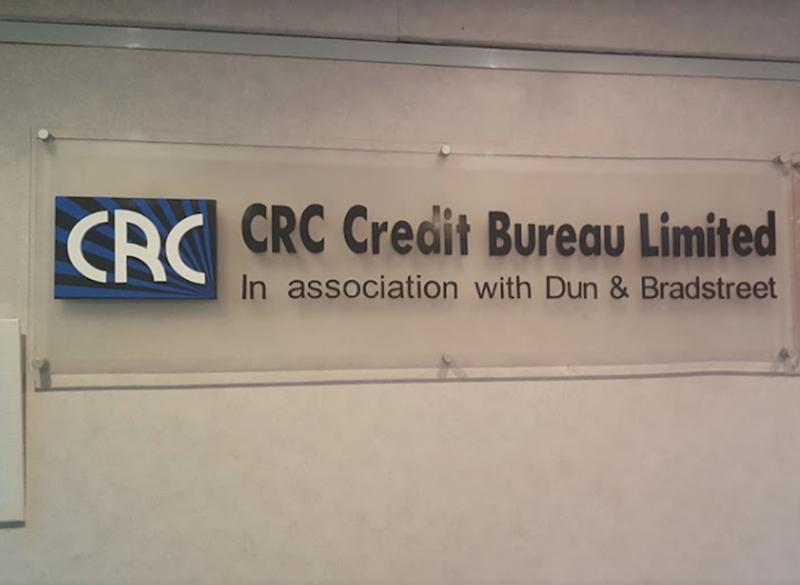 CRC
CRC Credit Bureau Limited
In association with Dun & Bradstreet